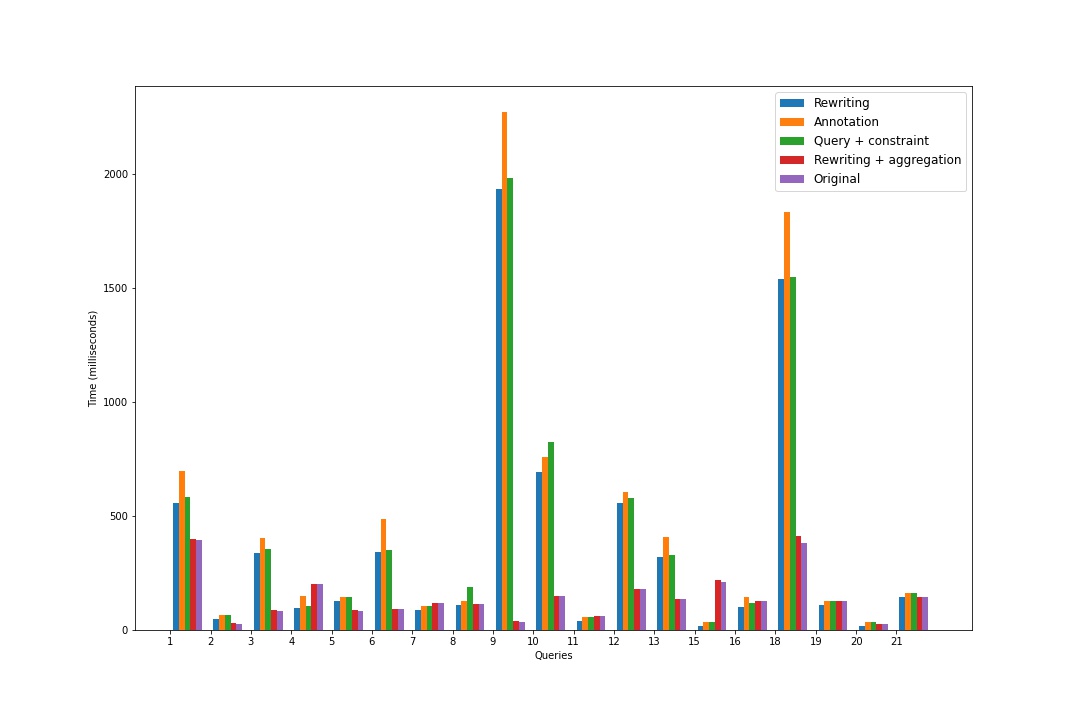 Rewriting
Annotation
Query + constraint
Rewriting + aggregation
Original
2000
1500
1000
500
0
Time (milliseconds)
1 2 3 4 5 6 7 8 9 10 11 12 13 14 15 16 18 19 20 21
Queries